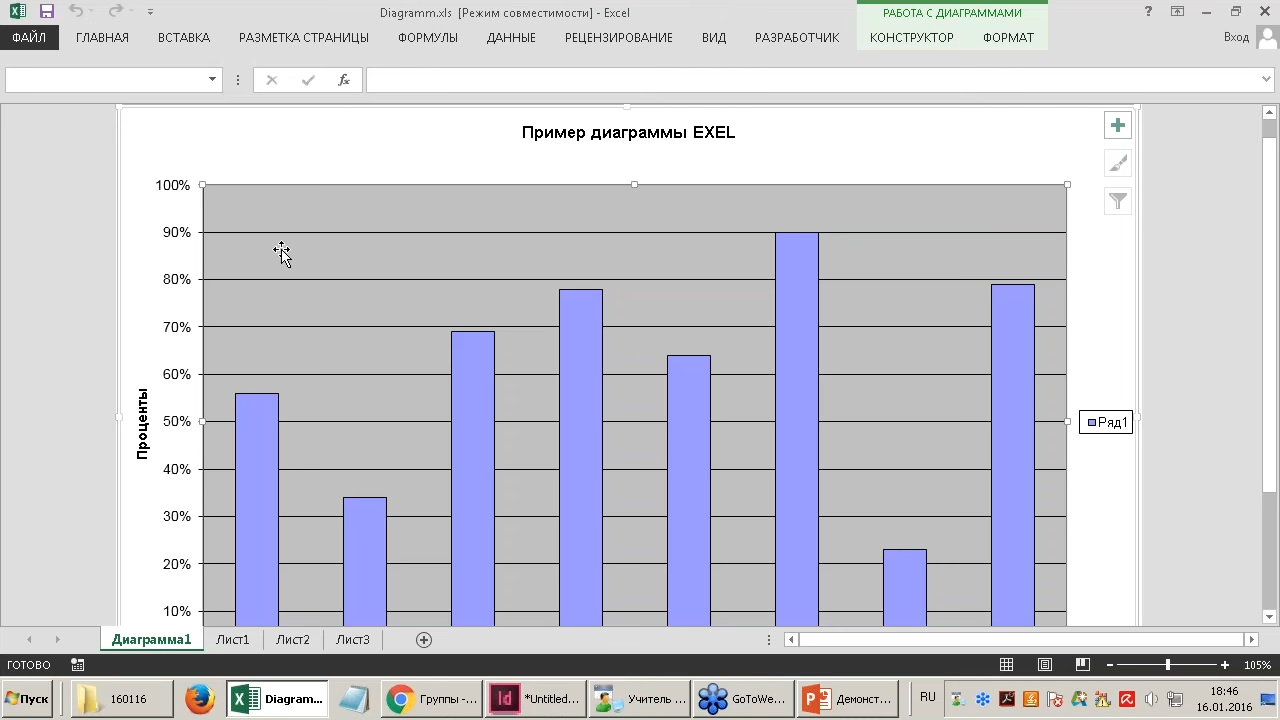 Diagramm.xls [Режим совместимости] - Excel
РАБОТА С ДИАГРАММАМИ
?
ФАЙЛ ГЛАВНАЯ ВСТАВКА РАЗМЕТКА СТРАНИЦЫ ФОРМУЛЫ ДАННЫЕ РЕЦЕНЗИРОВАНИЕ ВИД РАЗРАБОТЧИК КОНСТРУКТОР ФОРМАТ Вход
fx
Пример диаграммы EXEL
100%
90%
80%
70%
60%
50%
40%
30%
20%
10%
Проценты
Ряд1
Диаграмма1 Лист1 Лист2 Лист3
ГОТОВО 105%
Пуск 160116 Diagram... Группы -... *Untitled... Учитель ... GoToWe... Демонст... RU 18:46
16.01.2016